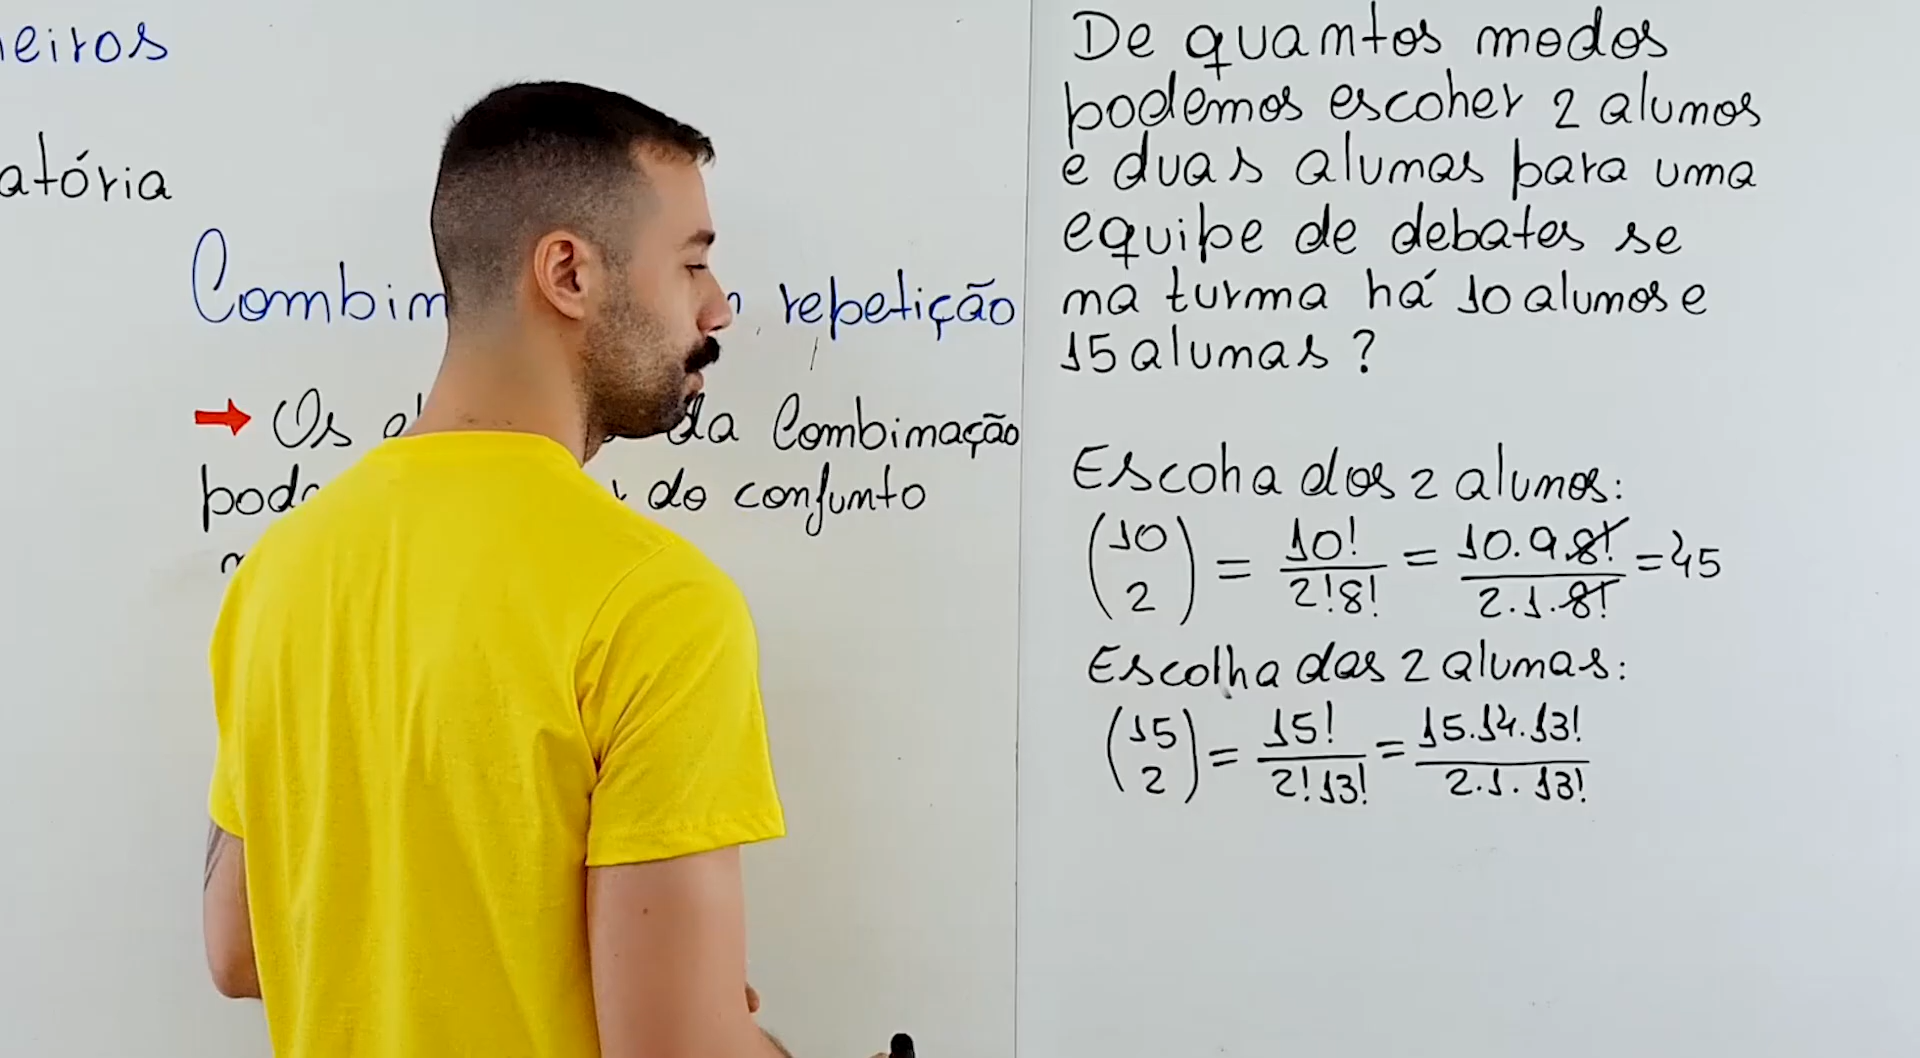 eiros
atória
repetição
Os da Combinação
do conjunto
De quantos modos
podemos escoher 2 alunos
e duas alunas para uma
equipe de debates se
na turma há 10 alunos e
15 alunas ?
Escoha dos 2 alunos:
(10 2) = 10!/2!8! = 10.9.8!/2.1.8! = 45
Escolha das 2 alunas:
(15 2) = 15!/2!13! = 15.14.13!/2.1.13!